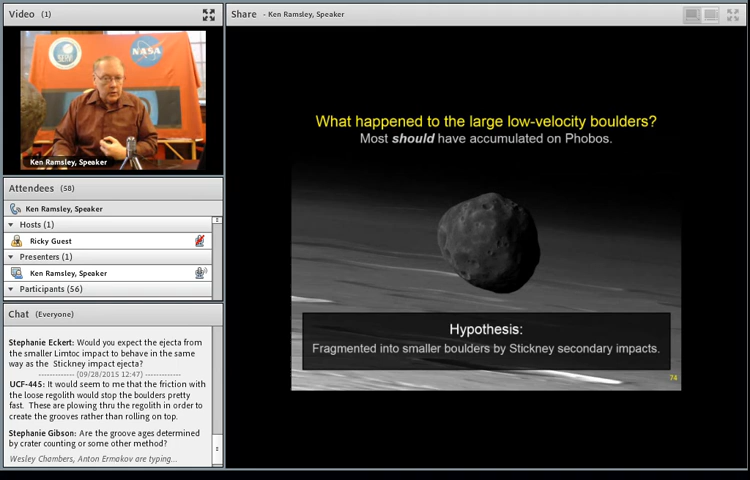 Video (1)
SERVI
NASA
Ken Ramsley, Speaker
Attendees (58)
Ken Ramsley, Speaker
Hosts (1)
Ricky Guest
Presenters (1)
Ken Ramsley, Speaker
Participants (56)
Chat (Everyone)
Stephanie Eckert: Would you expect the ejecta from
the smaller Limtoc impact to behave in the same
way as the Stickney impact ejecta?
------------ (09/28/2015 12:47) ------------
UCF-445: It would seem to me that the friction with
the loose regolith would stop the boulders pretty
fast. These are plowing thru the regolith in order to
create the grooves rather than rolling on top.
Stephanie Gibson: Are the groove ages determined
by crater counting or some other method?
Wesley Chambers, Anton Ermakov are typing...
Share - Ken Ramsley, Speaker
What happened to the large low-velocity boulders?
Most should have accumulated on Phobos.
Hypothesis:
Fragmented into smaller boulders by Stickney secondary impacts.
74